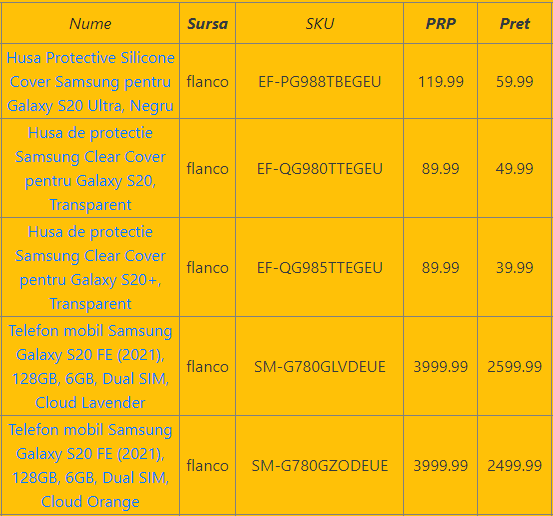 Nume Sursa SKU PRP Pret
Husa Protective Silicone
Cover Samsung pentru
Galaxy S20 Ultra, Negru
flanco EF-PG988TBEGEU 119.99 59.99
Husa de protectie
Samsung Clear Cover
pentru Galaxy S20,
Transparent
flanco EF-QG980TTEGEU 89.99 49.99
Husa de protectie
Samsung Clear Cover
pentru Galaxy S20+,
Transparent
flanco EF-QG985TTEGEU 89.99 39.99
Telefon mobil Samsung
Galaxy S20 FE (2021),
128GB, 6GB, Dual SIM,
Cloud Lavender
flanco SM-G780GLVDEUE 3999.99 2599.99
Telefon mobil Samsung
Galaxy S20 FE (2021),
128GB, 6GB, Dual SIM,
Cloud Orange
flanco SM-G780GZODEUE 3999.99 2499.99